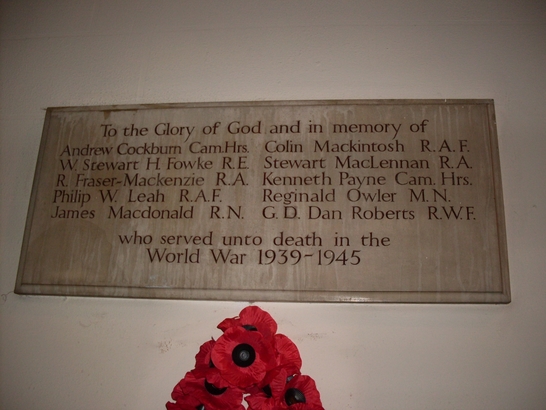 To the Glory of God and in memory of
Andrew Cockburn Cam.Hrs. Colin Mackintosh R.A.F.
W. Stewart H. Fowke R.E. Stewart MacLennan R.A.
R. Fraser-Mackenzie R.A. Kenneth Payne Cam. Hrs.
Philip W. Leah R.A.F. Reginald Owler M.N.
James Macdonald R.N. G.D. Dan Roberts R.W.F.
who served unto death in the
World War 1939-1945